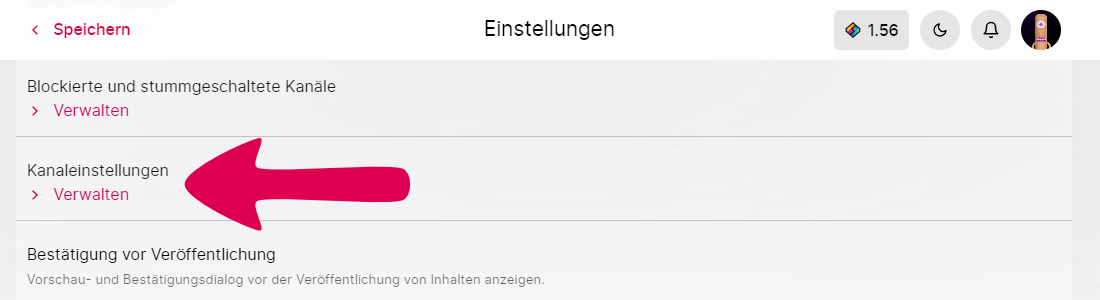 Speichern
Einstellungen
1.56
Blockierte und stummgeschaltete Kanäle
Verwalten
Kanaleinstellungen
Verwalten
Bestätigung vor Veröffentlichung
Vorschau- und Bestätigungsdialog vor der Veröffentlichung von Inhalten anzeigen.